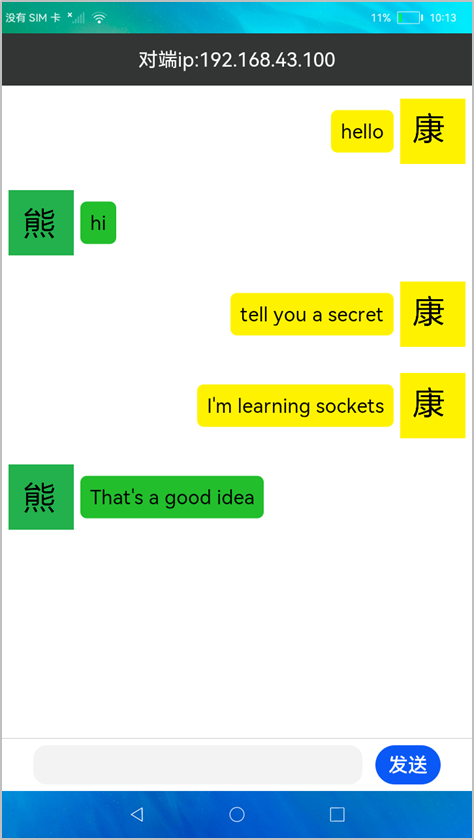 没有 SIM 卡 11% 10:13
对端ip:192.168.43.100
hello 康
熊 hi
tell you a secret 康
I'm learning sockets 康
熊 That's a good idea
发送